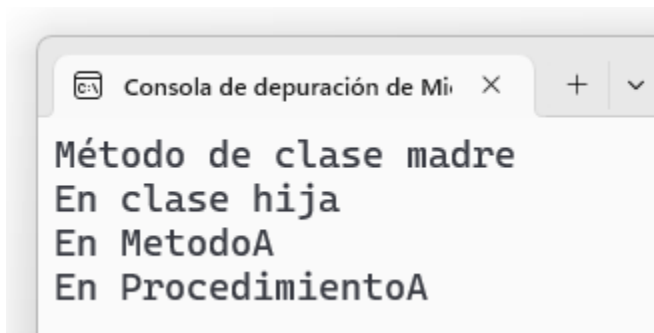 Consola de depuración de Mi
Método de clase madre
En clase hija
En MetodoA
En ProcedimientoA